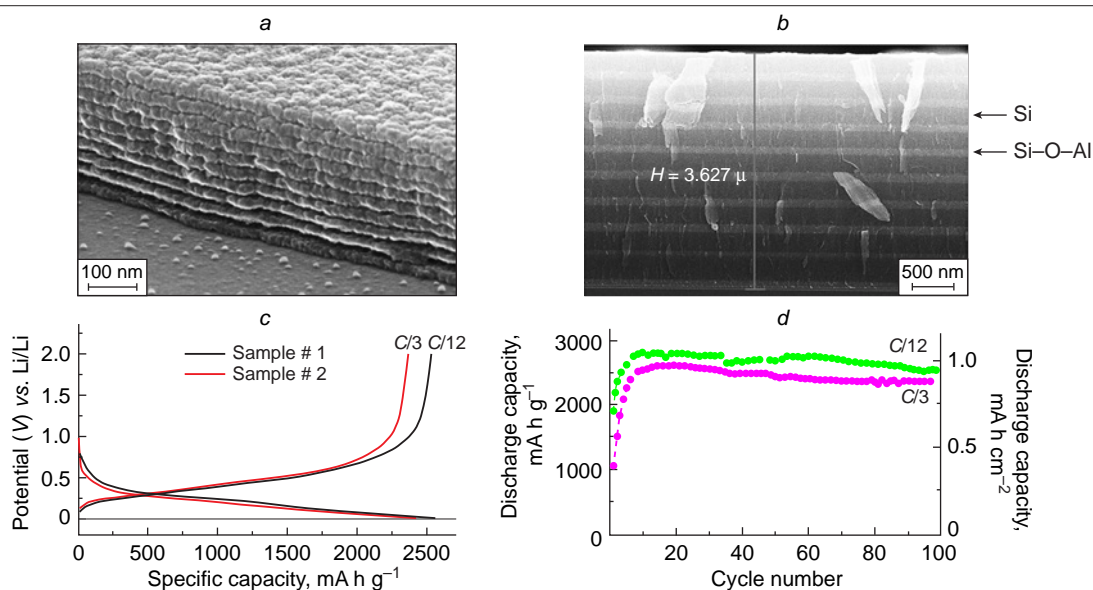 a
b
100 nm
H = 3.627 μ
500 nm
Si
Si–O–Al
c
d
Potential (V) vs. Li/Li
2.0
1.5
1.0
0.5
0
Sample # 1
Sample # 2
C/3
C/12
0
500
1000
1500
2000
2500
Specific capacity, mA h g⁻¹
Discharge capacity,
mA h g⁻¹
3000
2000
1000
0
C/12
C/3
1.0
0.5
0
Discharge capacity,
mA h cm⁻²
0
20
40
60
80
100
Cycle number